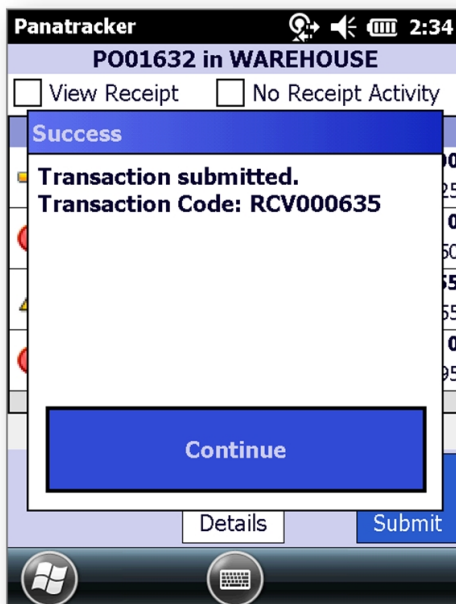 Panatracker 2:34
PO01632 in WAREHOUSE
View Receipt No Receipt Activity
Success
Transaction submitted.
Transaction Code: RCV000635
Continue
Details Submit